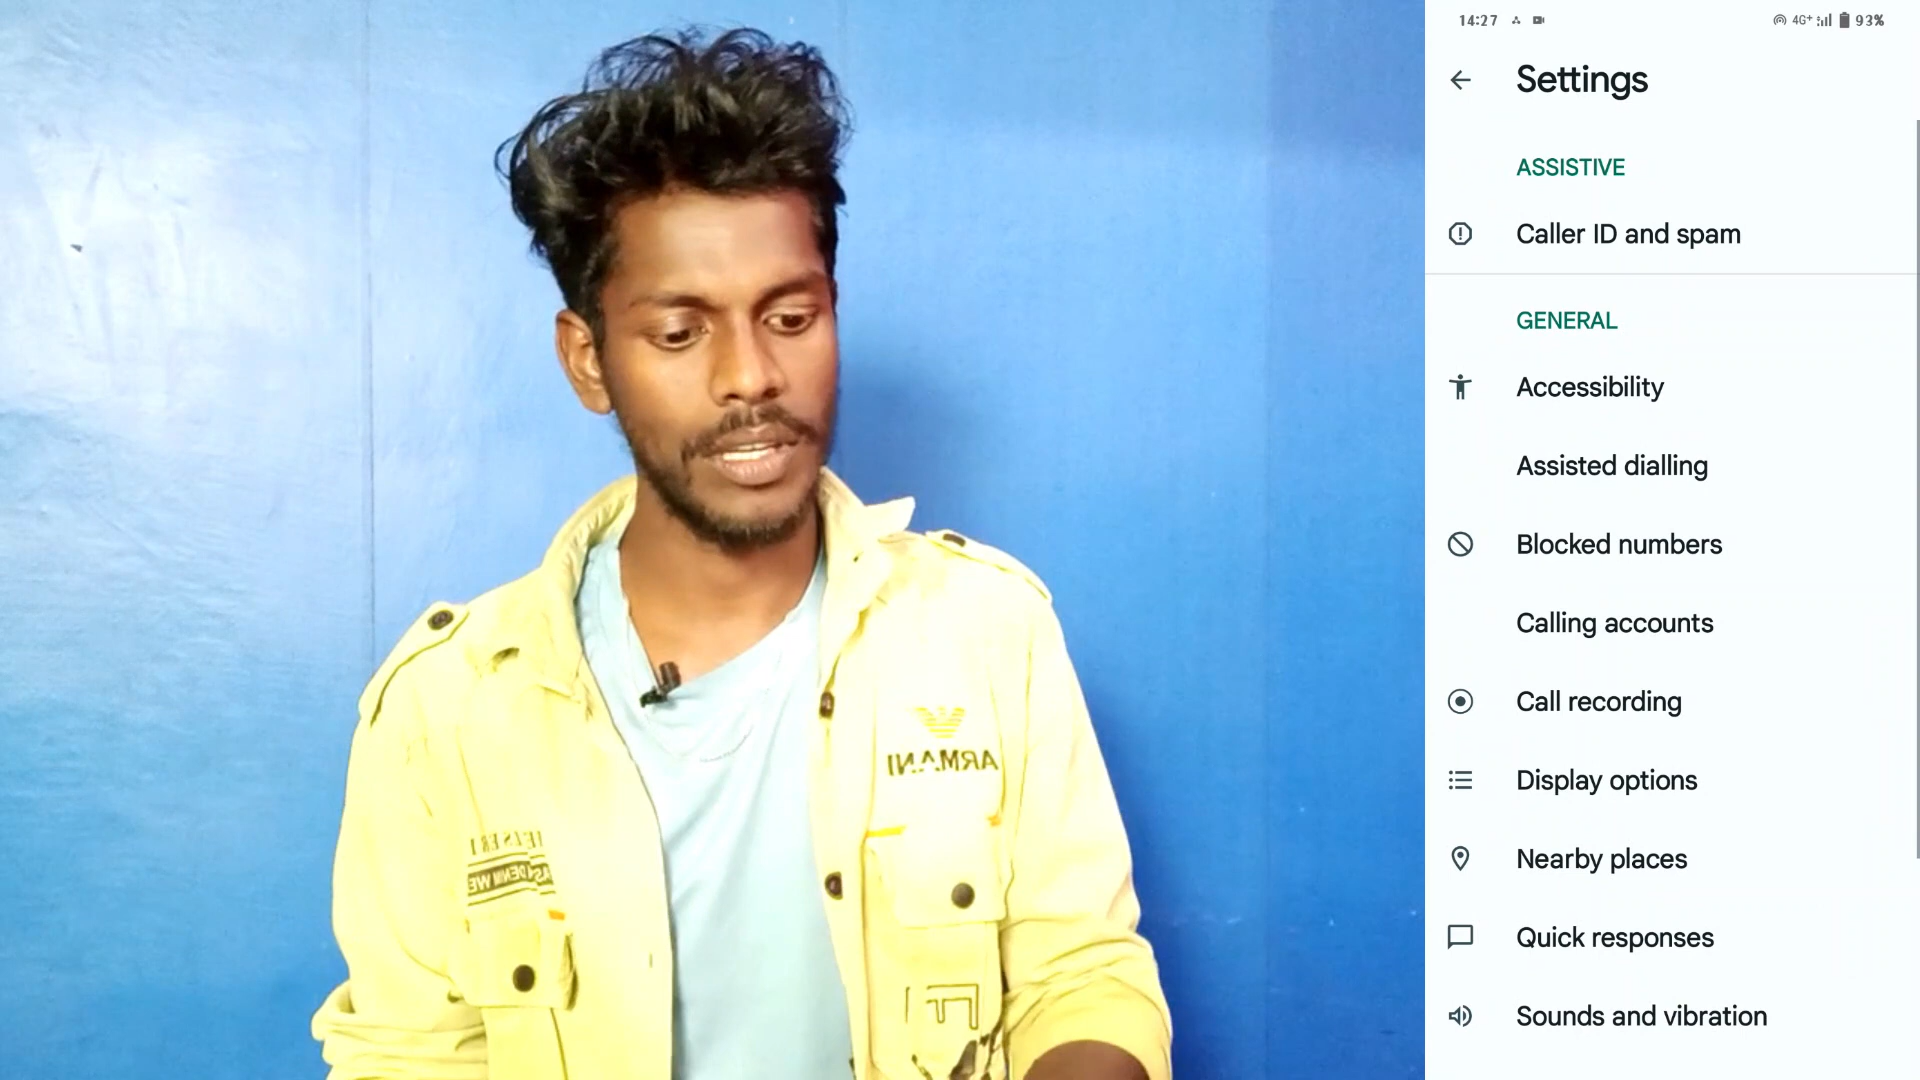 14:27 4G+ 93%
Settings
ASSISTIVE
Caller ID and spam
GENERAL
Accessibility
Assisted dialling
Blocked numbers
Calling accounts
Call recording
Display options
Nearby places
Quick responses
Sounds and vibration
ARMANI